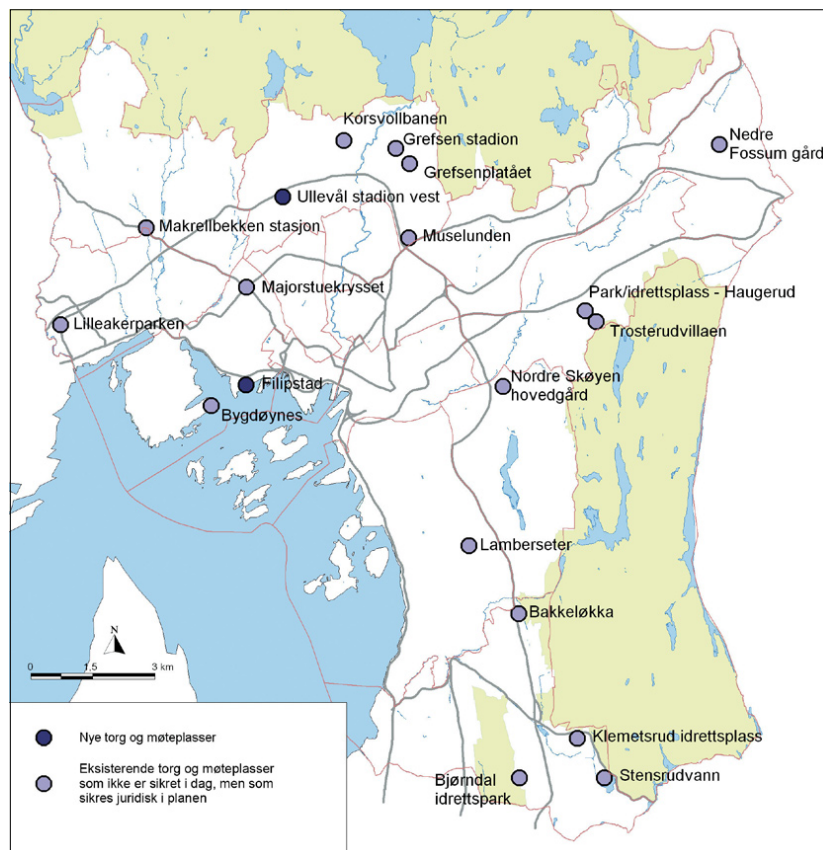 Korsvollbanen
Grefsen stadion
Grefsenplatået
Nedre
Fossum gård
Ullevål stadion vest
Makrellbekken stasjon
Muselunden
Majorstuekrysset
Park/idrettsplass - Haugerud
Lilleakerparken
Trosterudvillaen
Filipstad
Nordre Skøyen
hovedgård
Bygdøynes
Lamberseter
Bakkeløkka
N
0 1,5 3 km
Klemetsrud idrettsplass
Nye torg og møteplasser
Eksisterende torg og møteplasser
som ikke er sikret i dag, men som
sikres juridisk i planen
Bjørndal
idrettspark
Stensrudvann